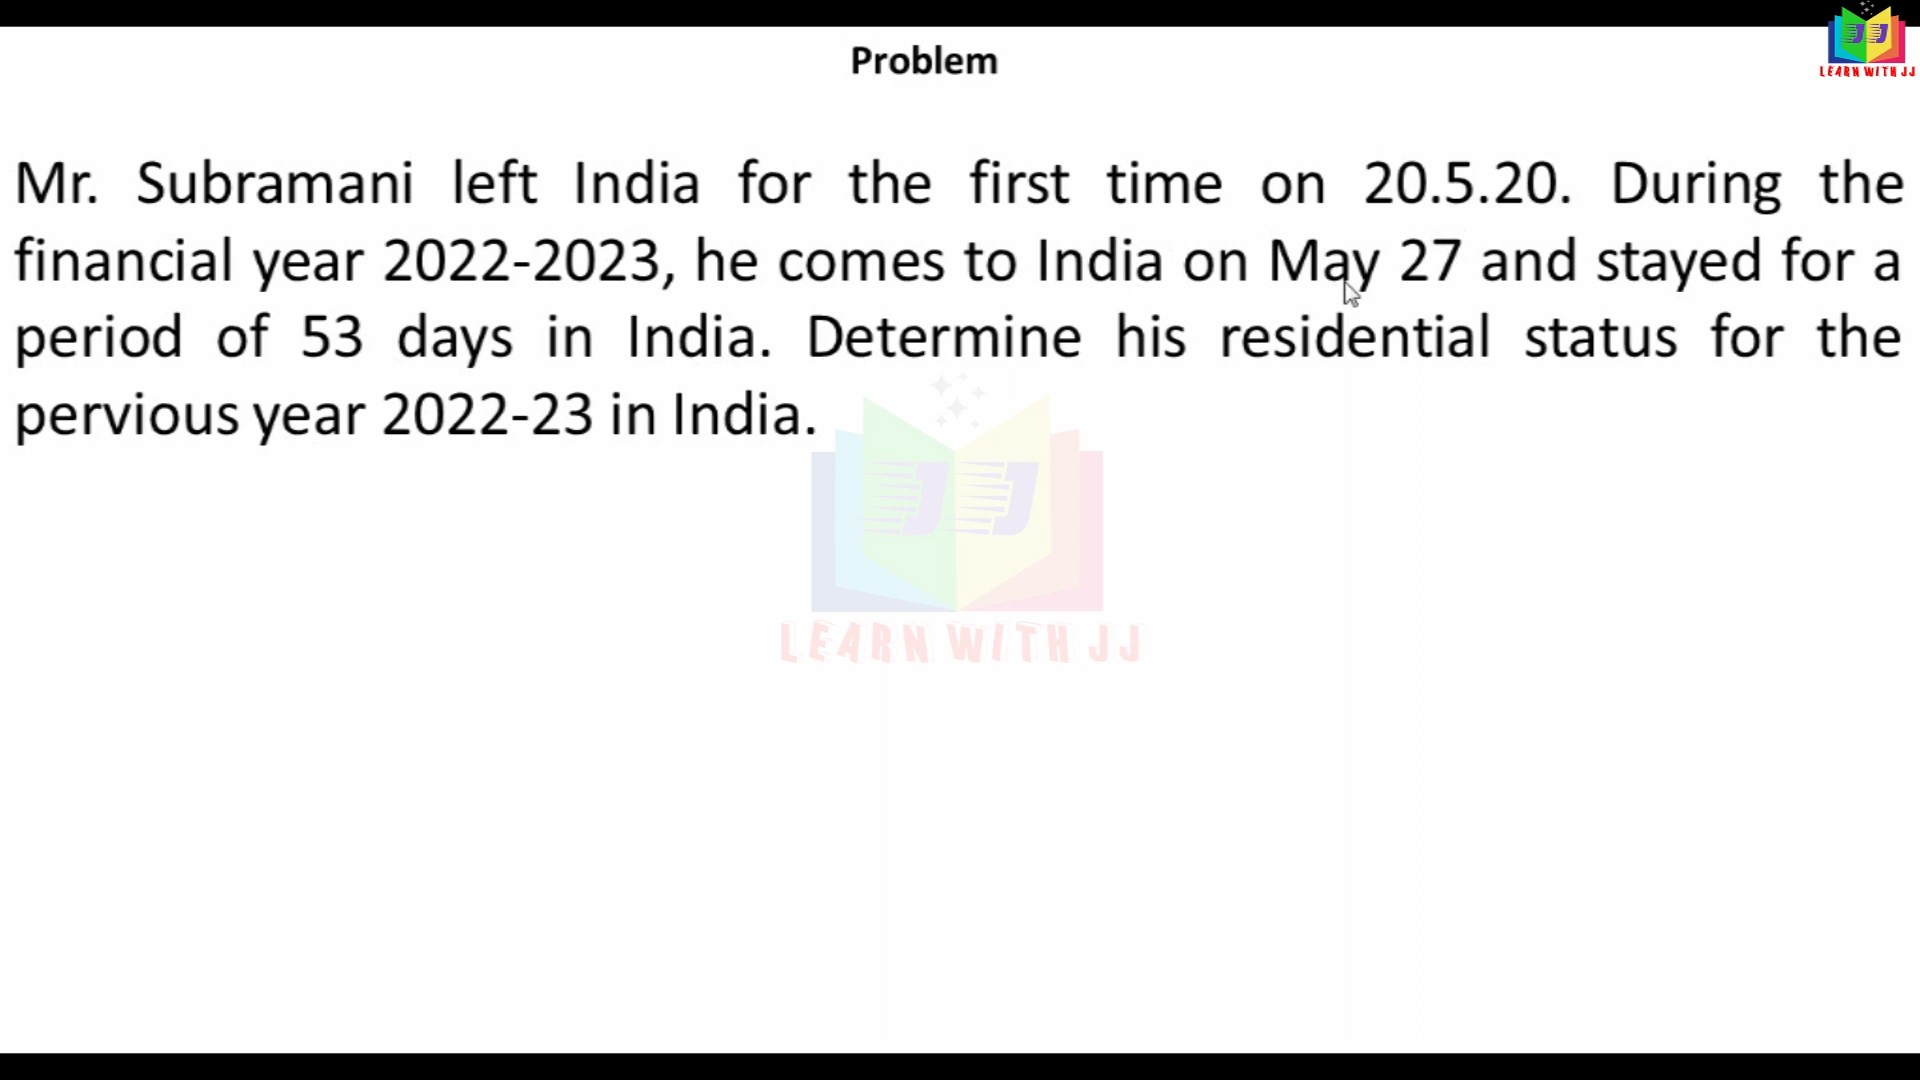 LEARN WITH JJ
Problem
Mr. Subramani left India for the first time on 20.5.20. During the
financial year 2022-2023, he comes to India on May 27 and stayed for a
period of 53 days in India. Determine his residential status for the
pervious year 2022-23 in India.
JJ
LEARN WITH JJ